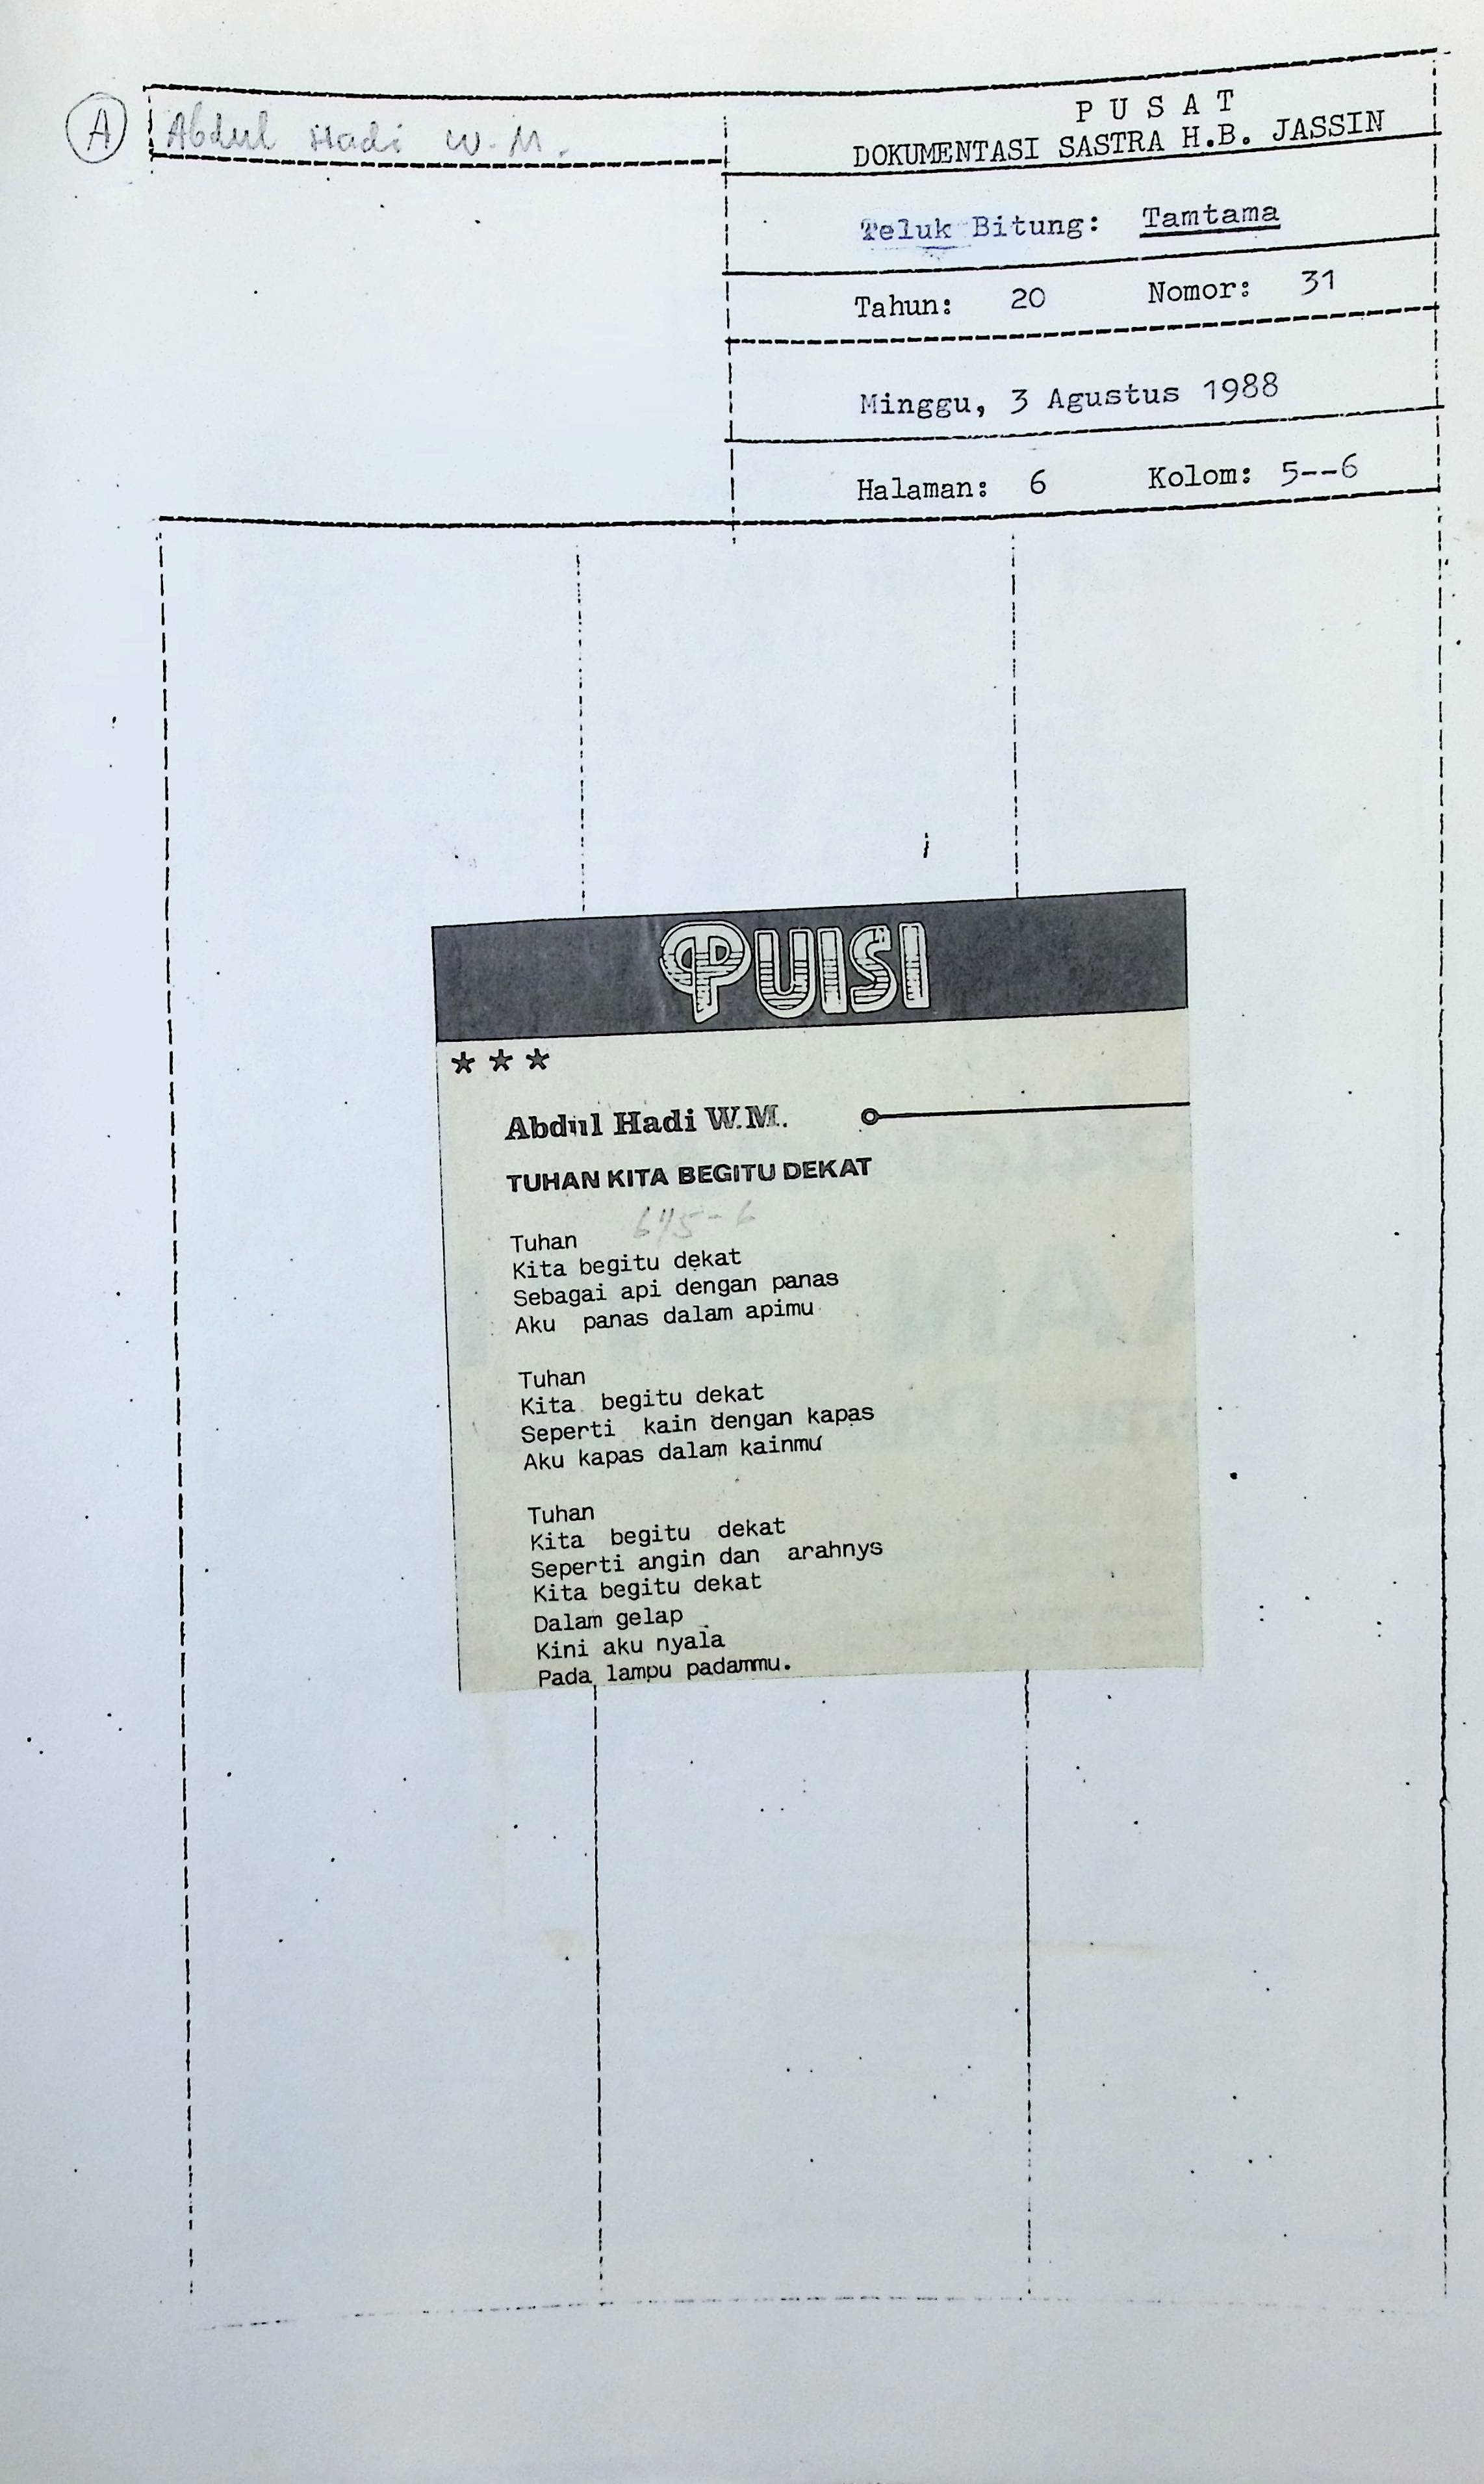 A Abdul Hadi W.M.
PUSAT
DOKUMENTASI SASTRA H.B. JASSIN
Teluk Bitung: Tamtama
Tahun: 20 Nomor: 31
Minggu, 3 Agustus 1988
Halaman: 6 Kolom: 5--6
PUISI
***
Abdul Hadi W.M.
TUHAN KITA BEGITU DEKAT
Tuhan
Kita begitu dekat
Sebagai api dengan panas
Aku panas dalam apimu
Tuhan
Kita begitu dekat
Seperti kain dengan kapas
Aku kapas dalam kainmu
Tuhan
Kita begitu dekat
Seperti angin dan arahnys
Kita begitu dekat
Dalam gelap
Kini aku nyala
Pada lampu padammu.